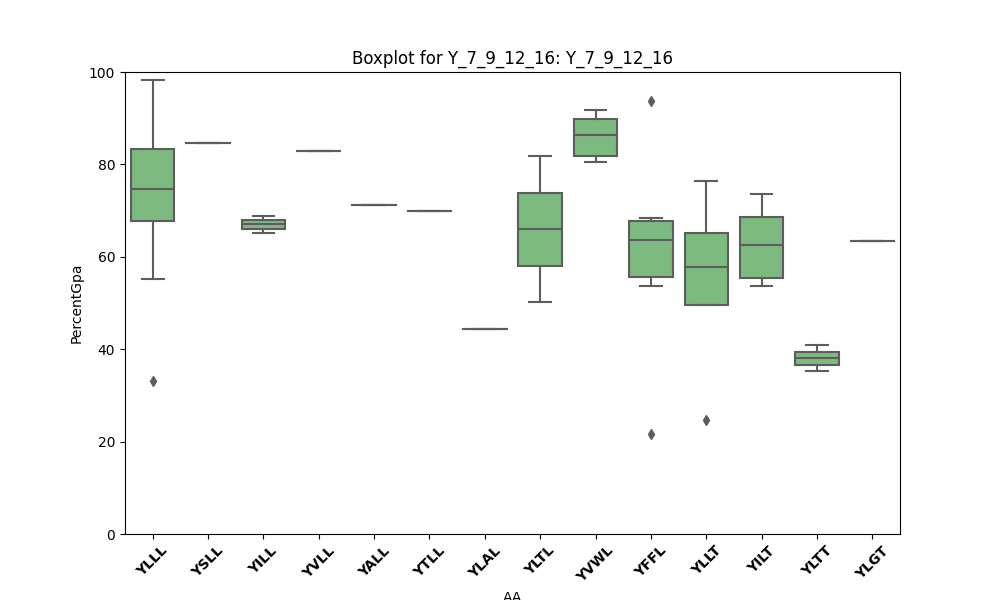 Boxplot for Y_7_9_12_16: Y_7_9_12_16
PercentGpa
100
80
60
40
20
0
YLLL YSLL YILL YVLL YALL YTLL YLAL YLTL YVWL YFFL YLLT YILT YLTT YLGT
AA